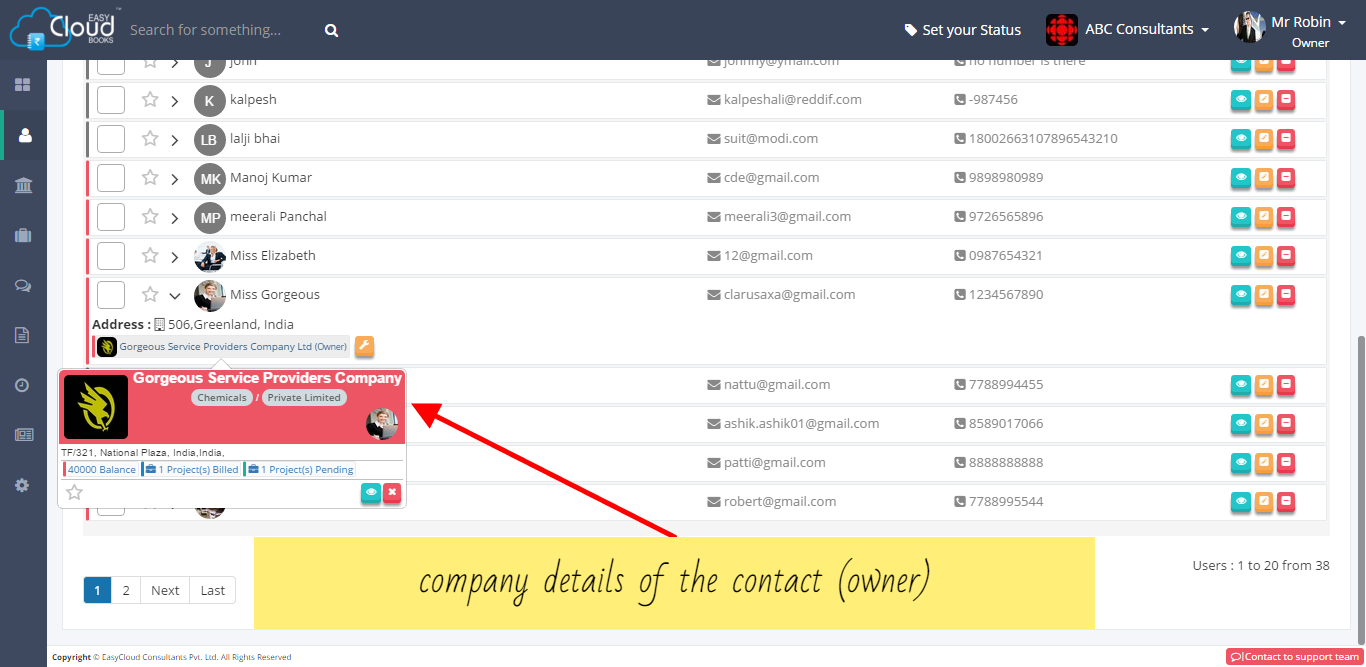 EASY
Cloud
BOOKS
Search for something...
Set your Status
ABC Consultants
Mr Robin
Owner
J john johnny@ymail.com no number is there
K kalpesh kalpeshali@reddif.com -987456
LB lalji bhai suit@modi.com 18002663107896543210
MK Manoj Kumar cde@gmail.com 9898980989
MP meerali Panchal meerali3@gmail.com 9726565896
Miss Elizabeth 12@gmail.com 0987654321
Miss Gorgeous clarusaxa@gmail.com 1234567890
Address : 506,Greenland, India
Gorgeous Service Providers Company Ltd (Owner)
nattu@gmail.com 7788994455
ashik.ashik01@gmail.com 8589017066
patti@gmail.com 8888888888
robert@gmail.com 7788995544
Gorgeous Service Providers Company
Chemicals / Private Limited
TF/321, National Plaza, India,India,
40000 Balance 1 Project(s) Billed 1 Project(s) Pending
company details of the contact (owner)
Users : 1 to 20 from 38
1 2 Next Last
Copyright © EasyCloud Consultants Pvt. Ltd. All Rights Reserved
Contact to support team